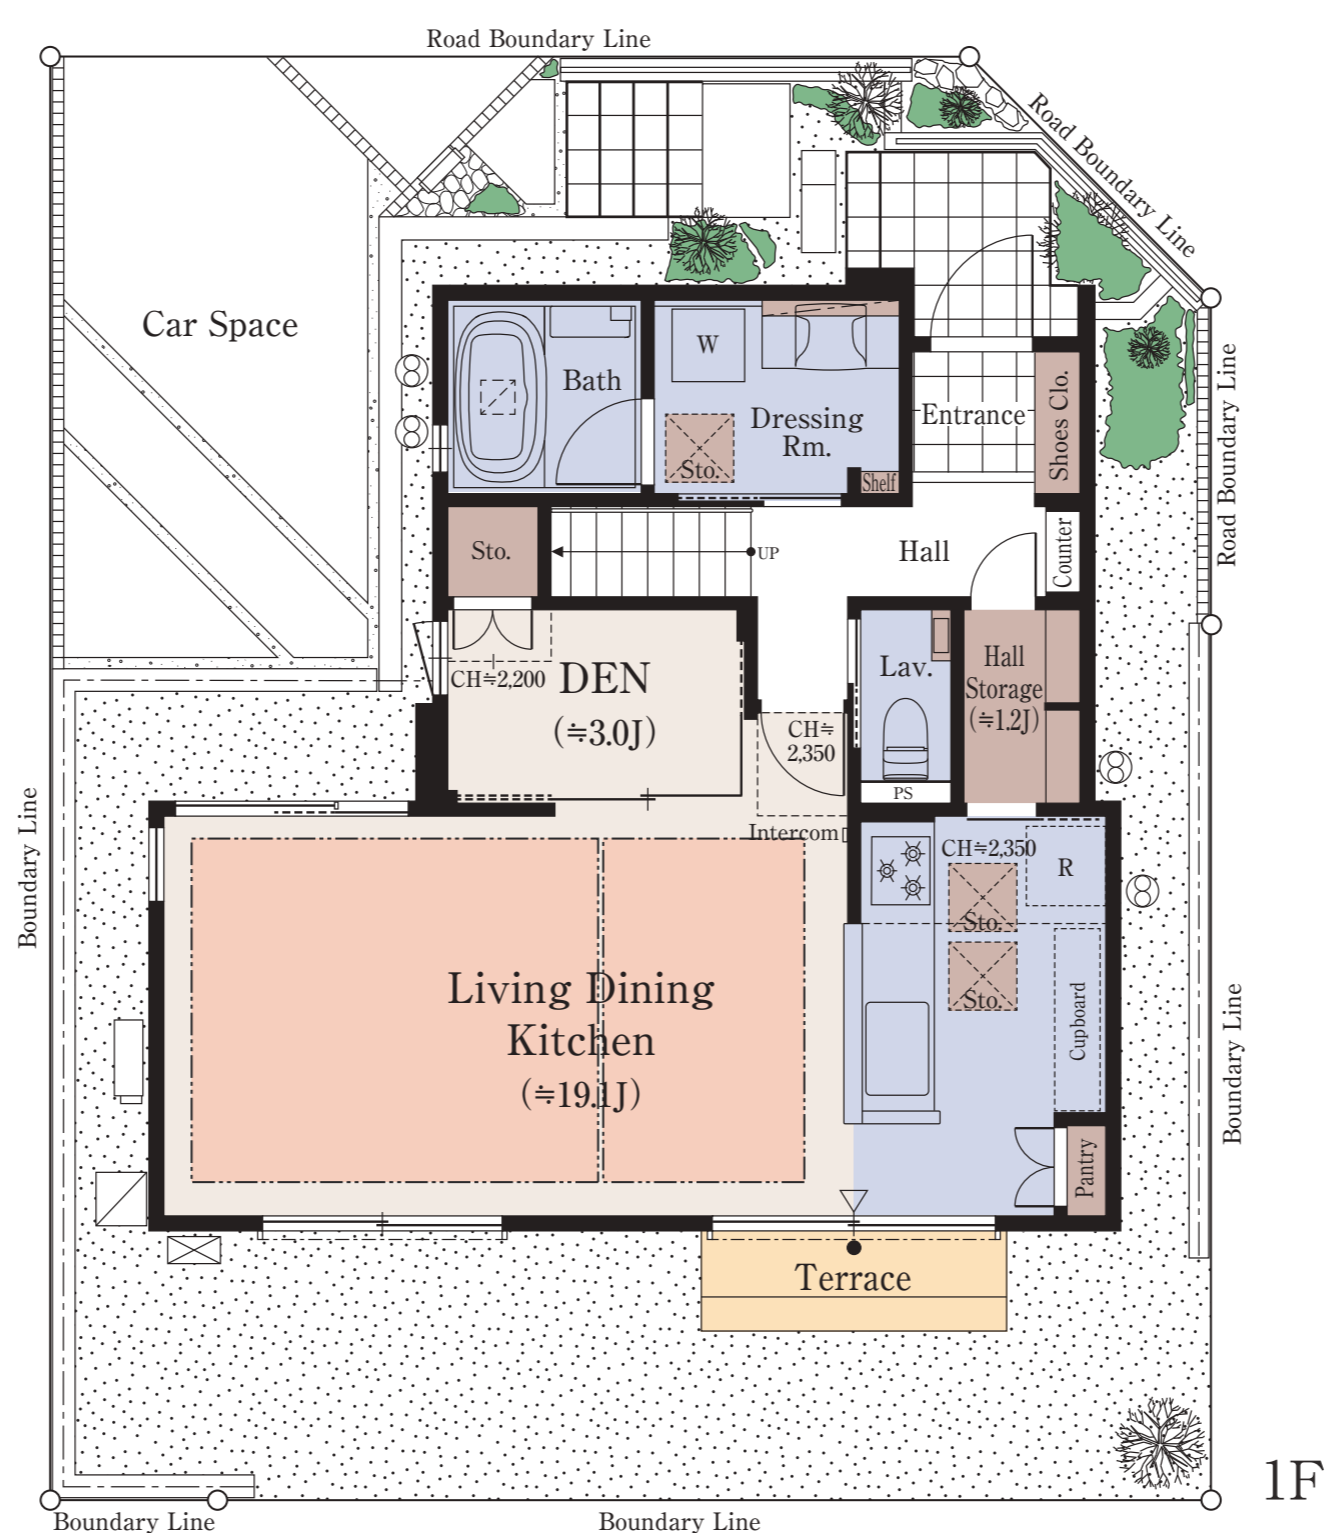 Road Boundary Line
Road Boundary Line
Car Space
Bath
W
Dressing
Rm.
Sto.
Shelf
Entrance
Shoes Clo.
Road Boundary Line
Sto.
UP
Hall
Counter
DEN
(≒3.0J)
CH≒2,200
CH≒
2,350
Lav.
PS
Hall
Storage
(≒1.2J)
Intercom
CH≒2,350
R
Sto.
Sto.
Cupboard
Pantry
Living Dining
Kitchen
(≒19.1J)
Terrace
Boundary Line
Boundary Line
1F
Boundary Line
Boundary Line